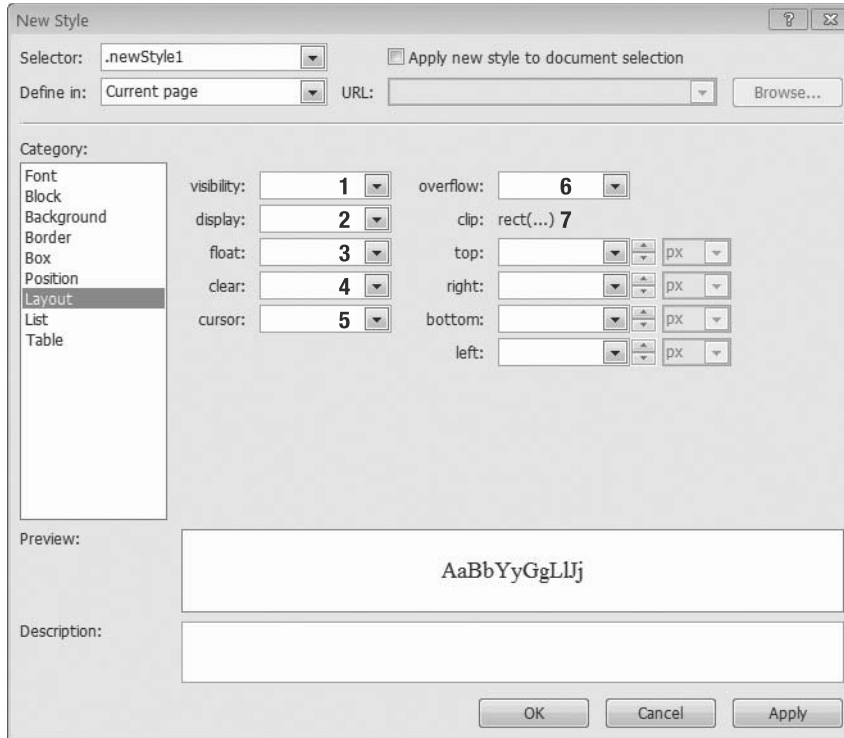 New Style
Selector: .newStyle1 Apply new style to document selection
Define in: Current page URL: Browse...
Category:
Font
Block
Background
Border
Box
Position
Layout
List
Table
visibility: 1 overflow: 6
display: 2 clip: rect(...) 7
float: 3 top: px
clear: 4 right: px
cursor: 5 bottom: px
left: px
Preview:
AaBbYyGgLlJj
Description:
OK Cancel Apply